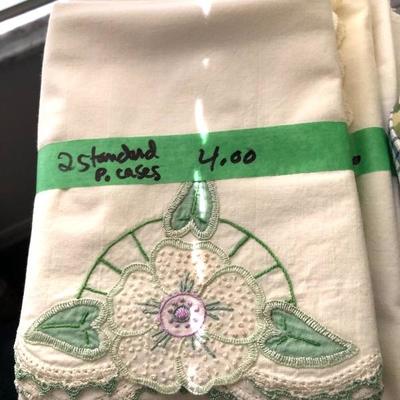 2 Standard 4.00
P. cases